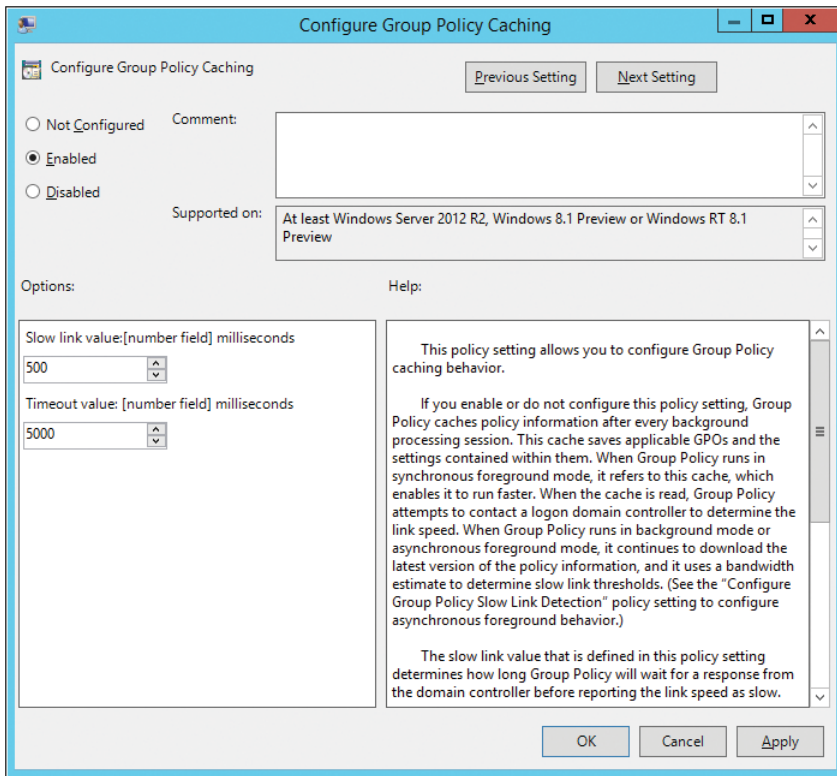 Configure Group Policy Caching
Configure Group Policy Caching
Previous Setting
Next Setting
Not Configured
Comment:
Enabled
Disabled
Supported on:
At least Windows Server 2012 R2, Windows 8.1 Preview or Windows RT 8.1
Preview
Options:
Help:
Slow link value:[number field] milliseconds
500
Timeout value: [number field] milliseconds
5000
This policy setting allows you to configure Group Policy
caching behavior.
If you enable or do not configure this policy setting, Group
Policy caches policy information after every background
processing session. This cache saves applicable GPOs and the
settings contained within them. When Group Policy runs in
synchronous foreground mode, it refers to this cache, which
enables it to run faster. When the cache is read, Group Policy
attempts to contact a logon domain controller to determine the
link speed. When Group Policy runs in background mode or
asynchronous foreground mode, it continues to download the
latest version of the policy information, and it uses a bandwidth
estimate to determine slow link thresholds. (See the “Configure
Group Policy Slow Link Detection” policy setting to configure
asynchronous foreground behavior.)
The slow link value that is defined in this policy setting
determines how long Group Policy will wait for a response from
the domain controller before reporting the link speed as slow.
OK
Cancel
Apply